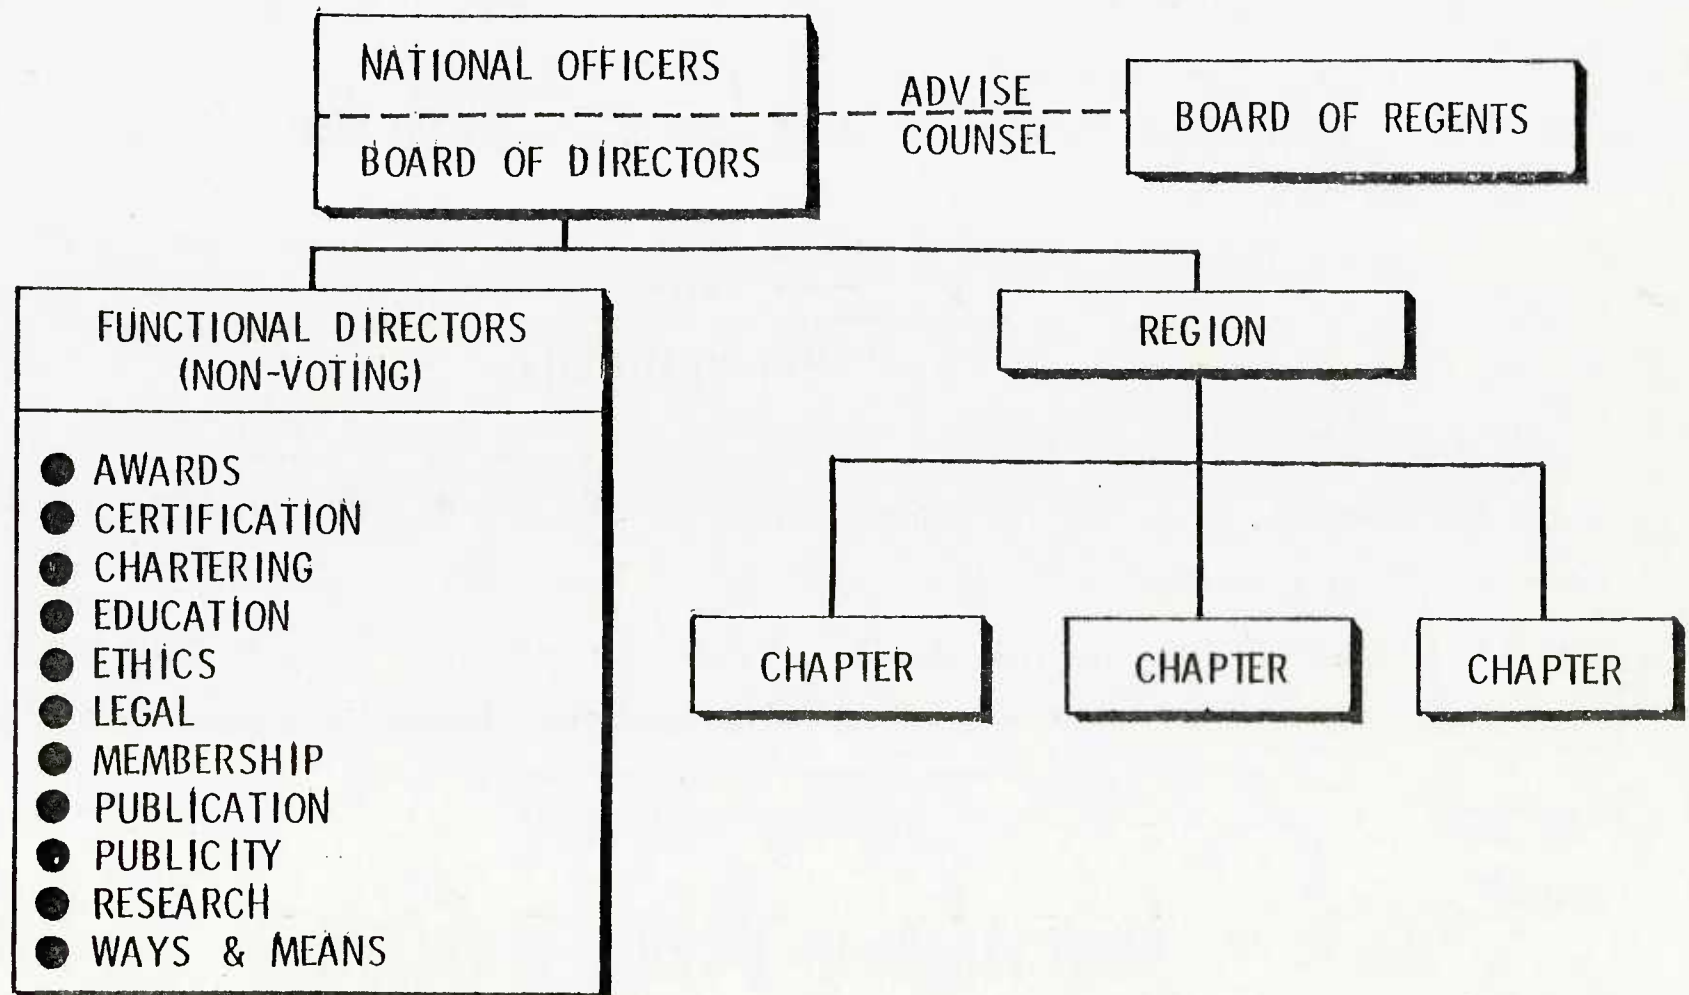 NATIONAL OFFICERS
BOARD OF DIRECTORS
ADVISE
COUNSEL
BOARD OF REGENTS
FUNCTIONAL DIRECTORS
(NON-VOTING)
● AWARDS
● CERTIFICATION
● CHARTERING
● EDUCATION
● ETHICS
● LEGAL
● MEMBERSHIP
● PUBLICATION
● PUBLICITY
● RESEARCH
● WAYS & MEANS
REGION
CHAPTER
CHAPTER
CHAPTER